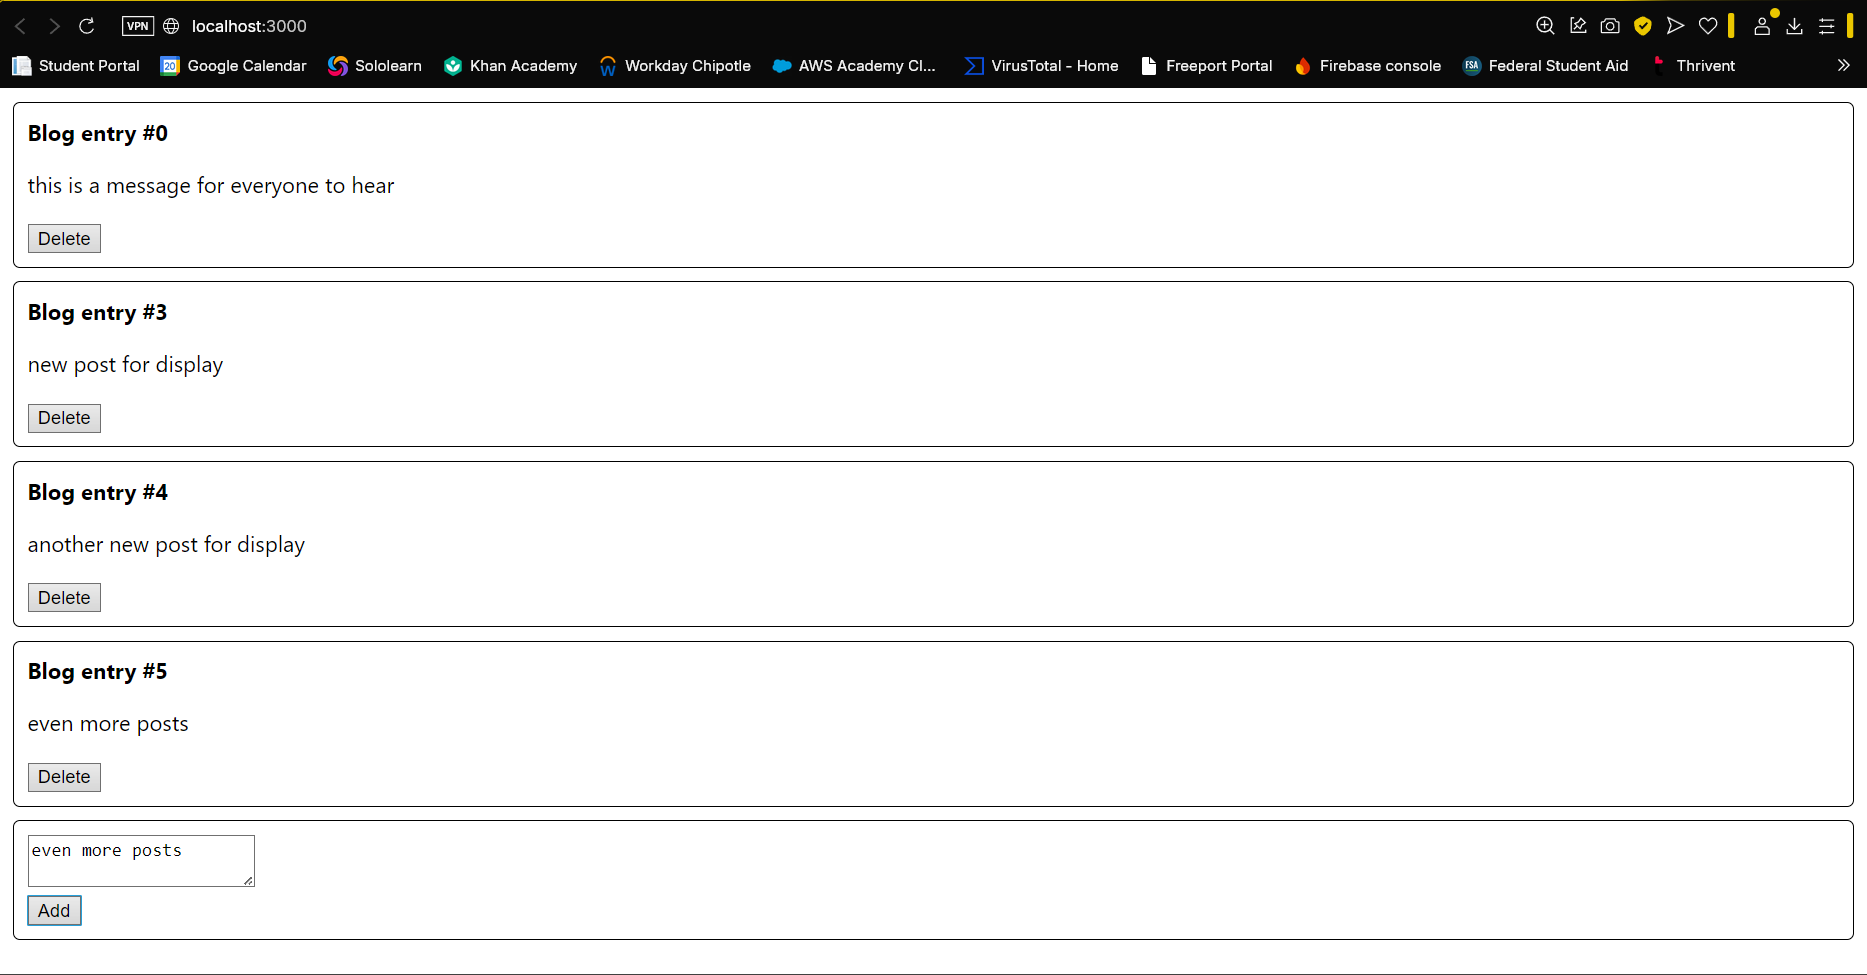 VPN localhost:3000
Student Portal 20 Google Calendar Sololearn Khan Academy W Workday Chipotle AWS Academy Cl... VirusTotal - Home Freeport Portal Firebase console FSA Federal Student Aid t Thrivent
Blog entry #0
this is a message for everyone to hear
Delete
Blog entry #3
new post for display
Delete
Blog entry #4
another new post for display
Delete
Blog entry #5
even more posts
Delete
even more posts
Add